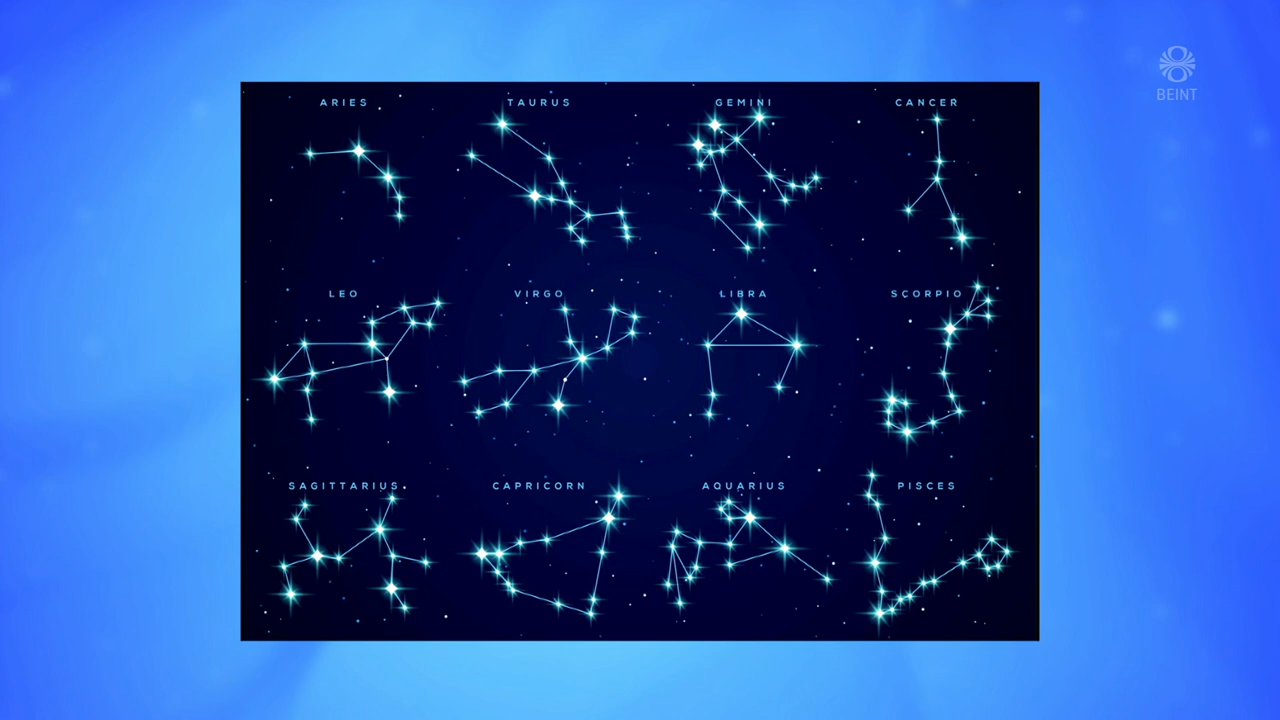 BEINT
ARIES
TAURUS
GEMINI
CANCER
LEO
VIRGO
LIBRA
SCORPIO
SAGITTARIUS
CAPRICORN
AQUARIUS
PISCES